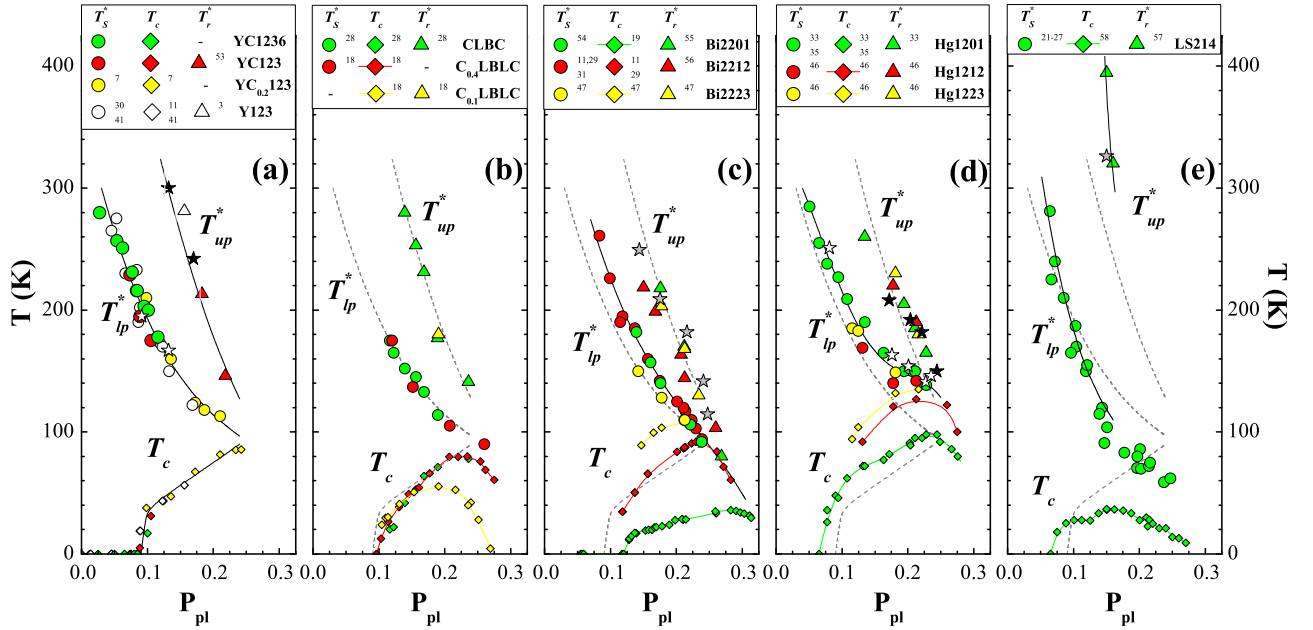 T*S Tc T*r
- YC1236
53 YC123
7 7 - YC0.2123
30 41 11 41 3 Y123
T*S Tc T*r
28 28 28 CLBC
18 18 - C0.4LBLC
- 18 18 C0.1LBLC
T*S Tc T*r
54 19 55 Bi2201
11,29 31 11 29 56 Bi2212
47 47 47 Bi2223
T*S Tc T*r
33 35 33 35 33 Hg1201
46 46 46 Hg1212
46 46 46 Hg1223
T*S Tc T*r
21-27 58 57 LS214
(a) (b) (c) (d) (e)
T*up T*up T*up T*up T*up
T*lp T*lp T*lp T*lp T*lp
Tc Tc Tc Tc Tc
T (K)
400
300
200
100
0
T (K)
400
300
200
100
0
0.0 0.1 0.2 0.3
0.0 0.1 0.2 0.3
0.0 0.1 0.2 0.3
0.0 0.1 0.2 0.3
0.0 0.1 0.2 0.3
Ppl Ppl Ppl Ppl Ppl